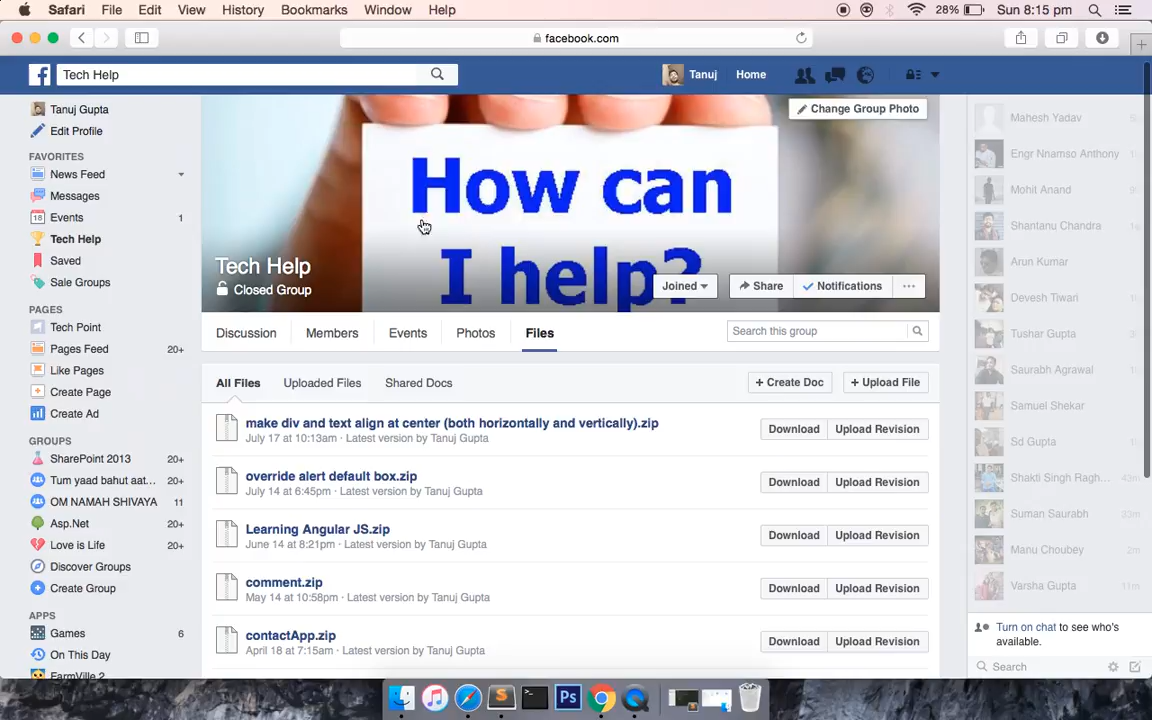 Safari File Edit View History Bookmarks Window Help 28% Sun 8:15 pm
facebook.com
Tech Help Tanuj Home
Tanuj Gupta
Edit Profile
FAVORITES
News Feed
Messages
Events 1
Tech Help
Saved
Sale Groups
PAGES
Tech Point
Pages Feed 20+
Like Pages
Create Page
Create Ad
GROUPS
SharePoint 2013 20+
Tum yaad bahut aat... 20+
OM NAMAH SHIVAYA 11
Asp.Net 20+
Love is Life 20+
Discover Groups
Create Group
APPS
Games 6
On This Day
FarmVille 2
Change Group Photo
How can
I help?
Tech Help
Closed Group
Joined Share Notifications ...
Discussion Members Events Photos Files Search this group
All Files Uploaded Files Shared Docs + Create Doc + Upload File
make div and text align at center (both horizontally and vertically).zip
July 17 at 10:13am · Latest version by Tanuj Gupta
Download Upload Revision
override alert default box.zip
July 14 at 6:45pm · Latest version by Tanuj Gupta
Download Upload Revision
Learning Angular JS.zip
June 14 at 8:21pm · Latest version by Tanuj Gupta
Download Upload Revision
comment.zip
May 14 at 10:58pm · Latest version by Tanuj Gupta
Download Upload Revision
contactApp.zip
April 18 at 7:15am · Latest version by Tanuj Gupta
Download Upload Revision
Mahesh Yadav
Engr Nnamso Anthony
Mohit Anand
Shantanu Chandra
Arun Kumar
Devesh Tiwari
Tushar Gupta
Saurabh Agrawal
Samuel Shekar
Sd Gupta
Shakti Singh Ragh... 43m
Suman Saurabh 33m
Manu Choubey 2m
Varsha Gupta 11m
Turn on chat to see who's
available.
Search
Ps